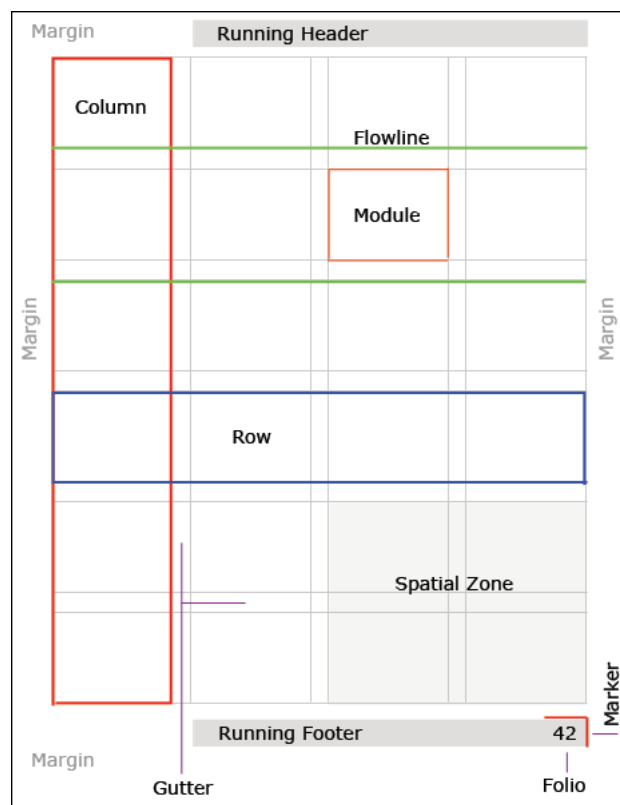 Margin
Running Header
Column
Flowline
Module
Margin
Margin
Row
Spatial Zone
Marker
Running Footer 42
Margin
Gutter
Folio